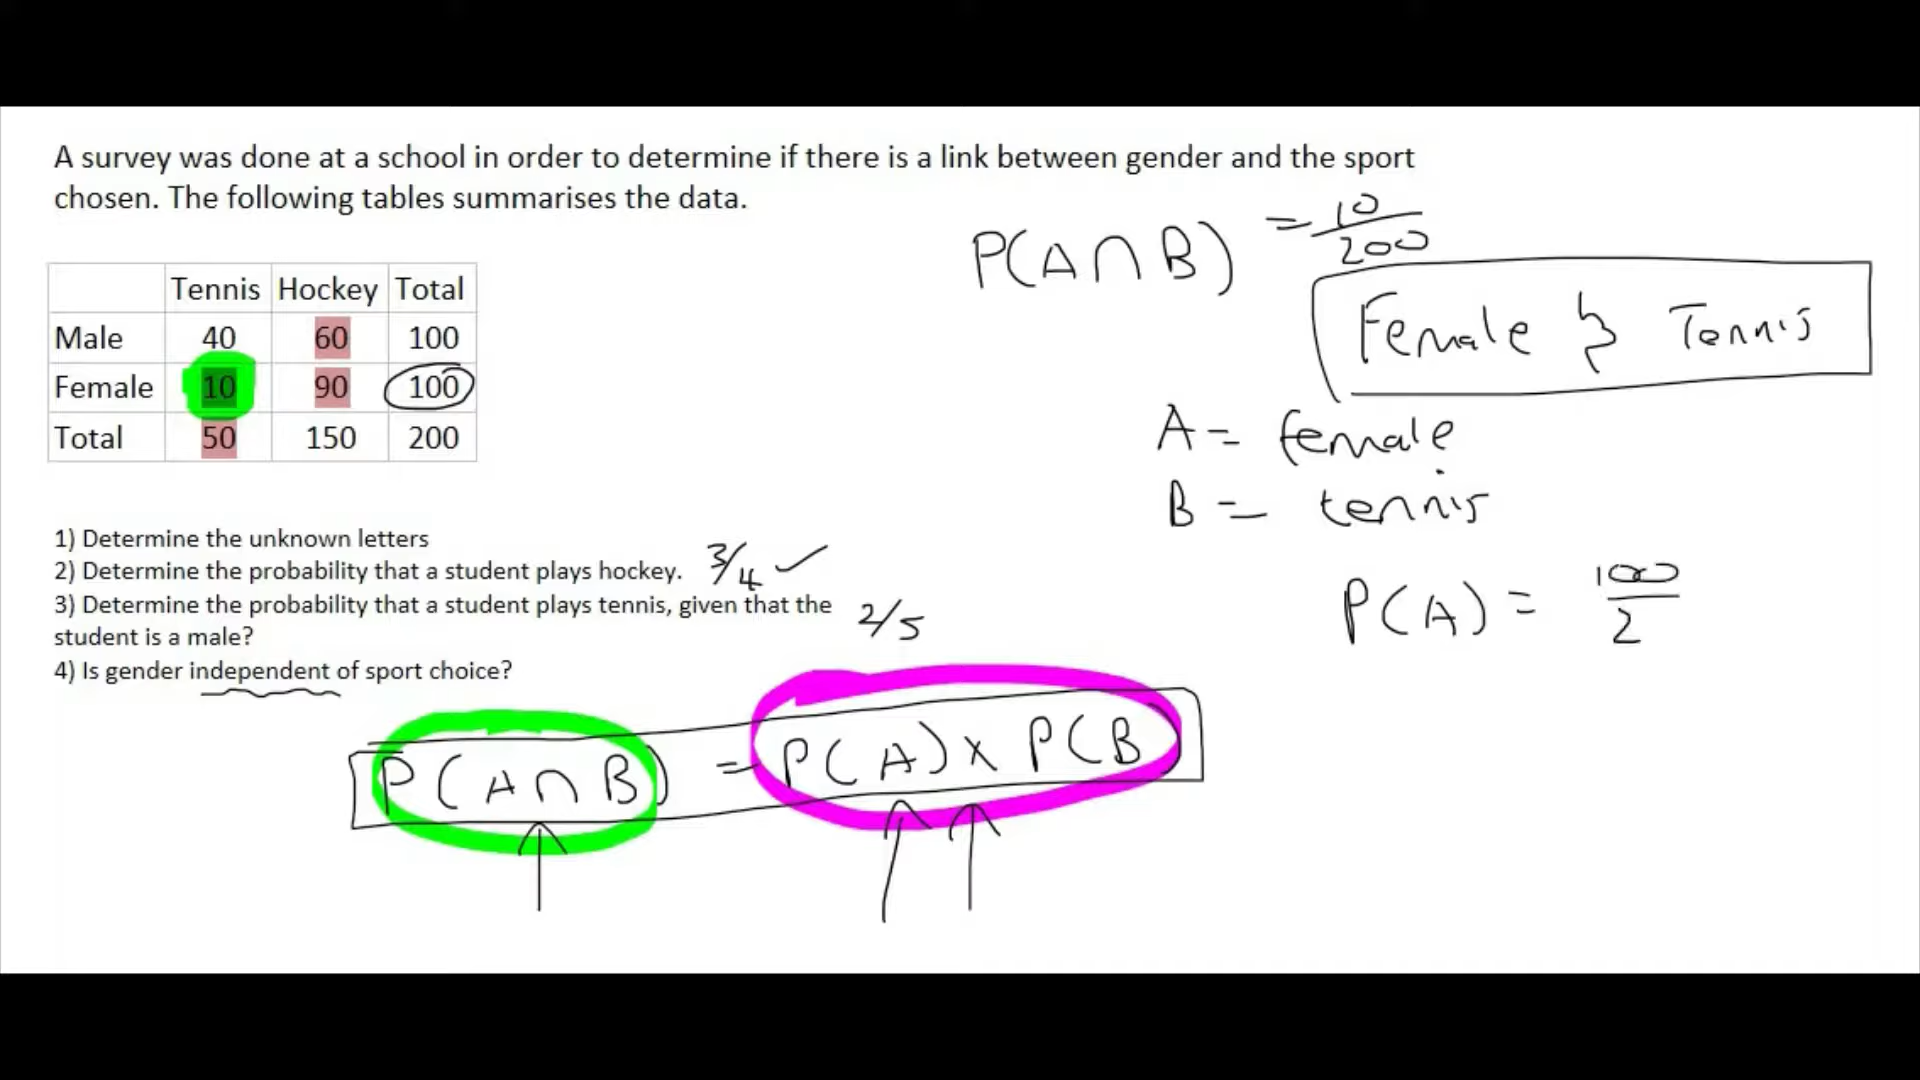 A survey was done at a school in order to determine if there is a link between gender and the sport
chosen. The following tables summarises the data.
P(A∩B) = 10/200
Female & Tennis
Tennis Hockey Total
Male 40 60 100
Female 10 90 100
Total 50 150 200
A = female
B = tennis
P(A) = 100/2
1) Determine the unknown letters
2) Determine the probability that a student plays hockey. 3/4 ✓
3) Determine the probability that a student plays tennis, given that the 2/5
student is a male?
4) Is gender independent of sport choice?
P(A∩B) = P(A) x P(B